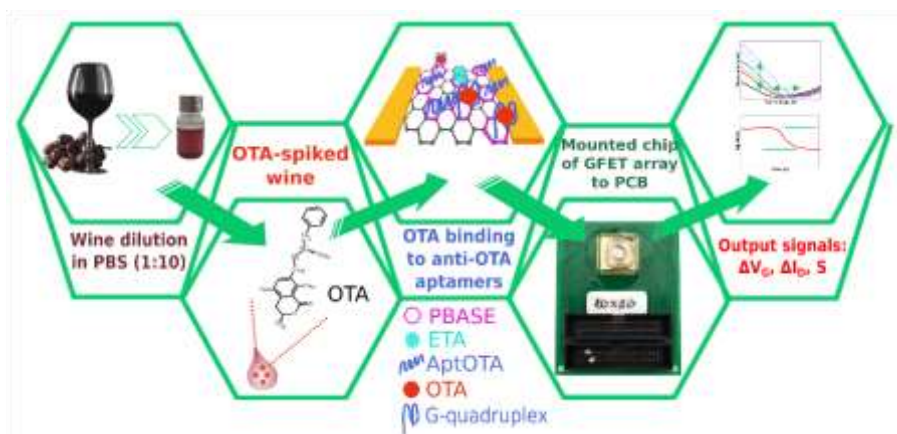 Wine dilution
in PBS (1:10)
OTA-spiked
wine
OTA
OTA binding
to anti-OTA
aptamers
PBASE
ETA
AptOTA
OTA
G-quadruplex
Mounted chip
of GFET array
to PCB
Output signals:
ΔV_G, ΔI_D, S